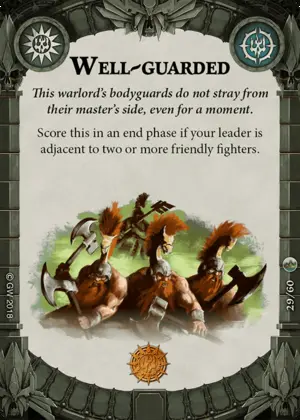 WELL-GUARDED
This warlord's bodyguards do not stray from
their master's side, even for a moment.
Score this in an end phase if your leader is
adjacent to two or more friendly fighters.
© GW 2018
29/60